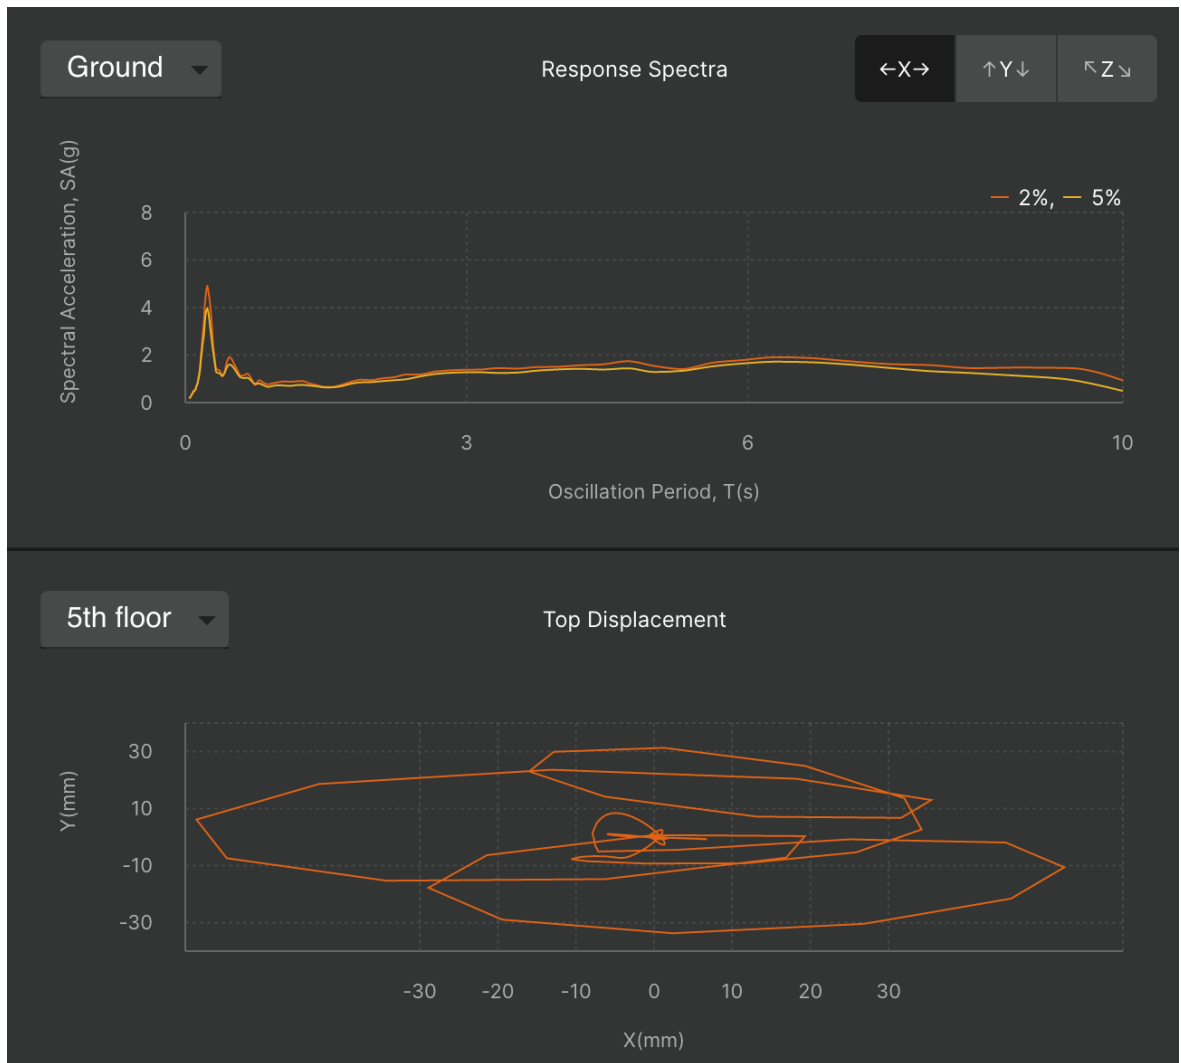 Ground
Response Spectra
←X→
↑Y↓
↖Z↘
Spectral Acceleration, SA(g)
2%, 5%
8
6
4
2
0
0 3 6 10
Oscillation Period, T(s)
5th floor
Top Displacement
Y(mm)
30
10
-10
-30
-30 -20 -10 0 10 20 30
X(mm)